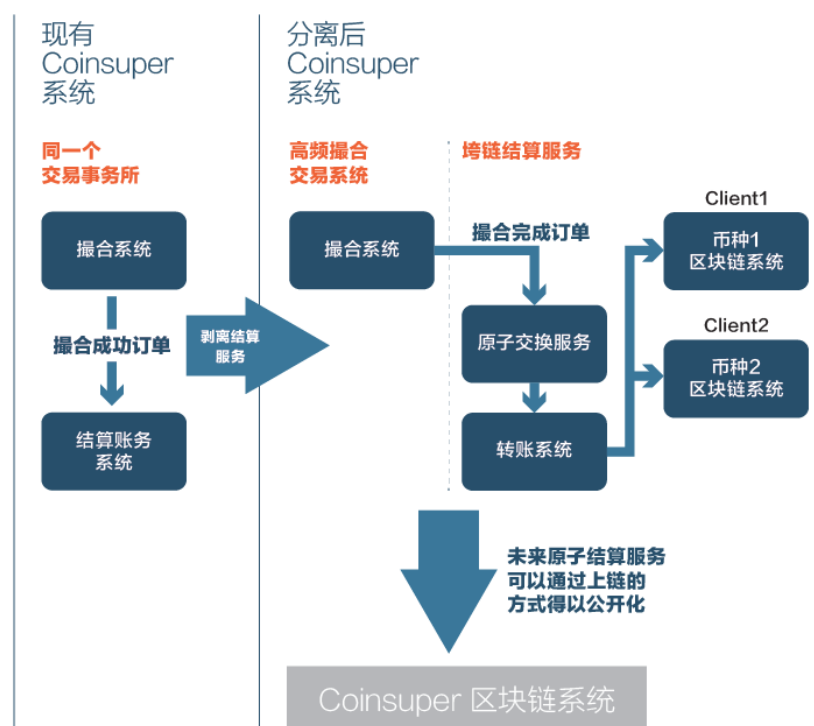 现有
Coinsuper
系统
同一个
交易事务所
撮合系统
撮合成功订单
结算账务
系统
剥离结算
服务
分离后
Coinsuper
系统
高频撮合
交易系统
撮合系统
垮链结算服务
撮合完成订单
原子交换服务
转账系统
Client1
币种1
区块链系统
Client2
币种2
区块链系统
未来原子结算服务
可以通过上链的
方式得以公开化
Coinsuper 区块链系统